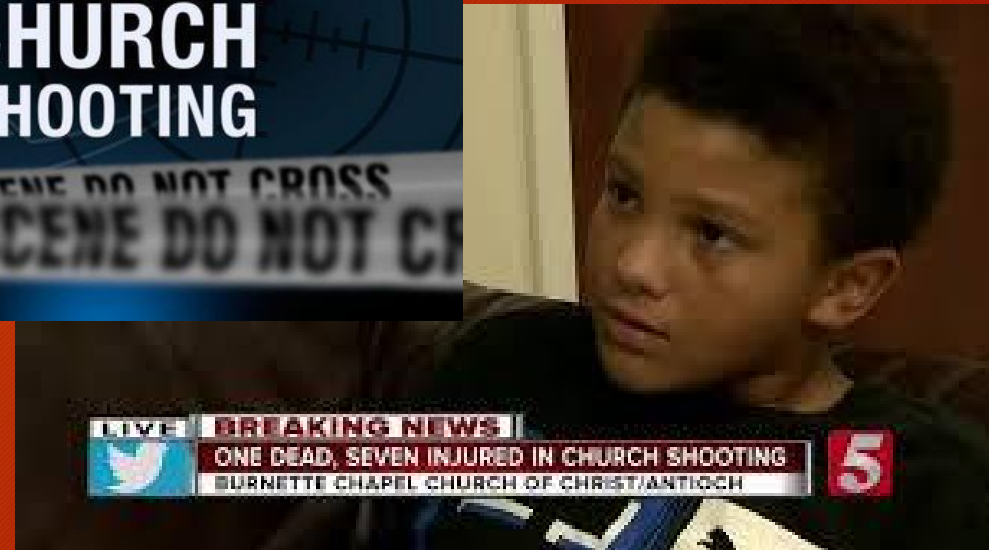 HURCH
HOOTING
ENE DO NOT CROSS
CENE DO NOT CR
LIVE
BREAKING NEWS
ONE DEAD, SEVEN INJURED IN CHURCH SHOOTING
BURNETTE CHAPEL CHURCH OF CHRIST/ANTIOCH
5